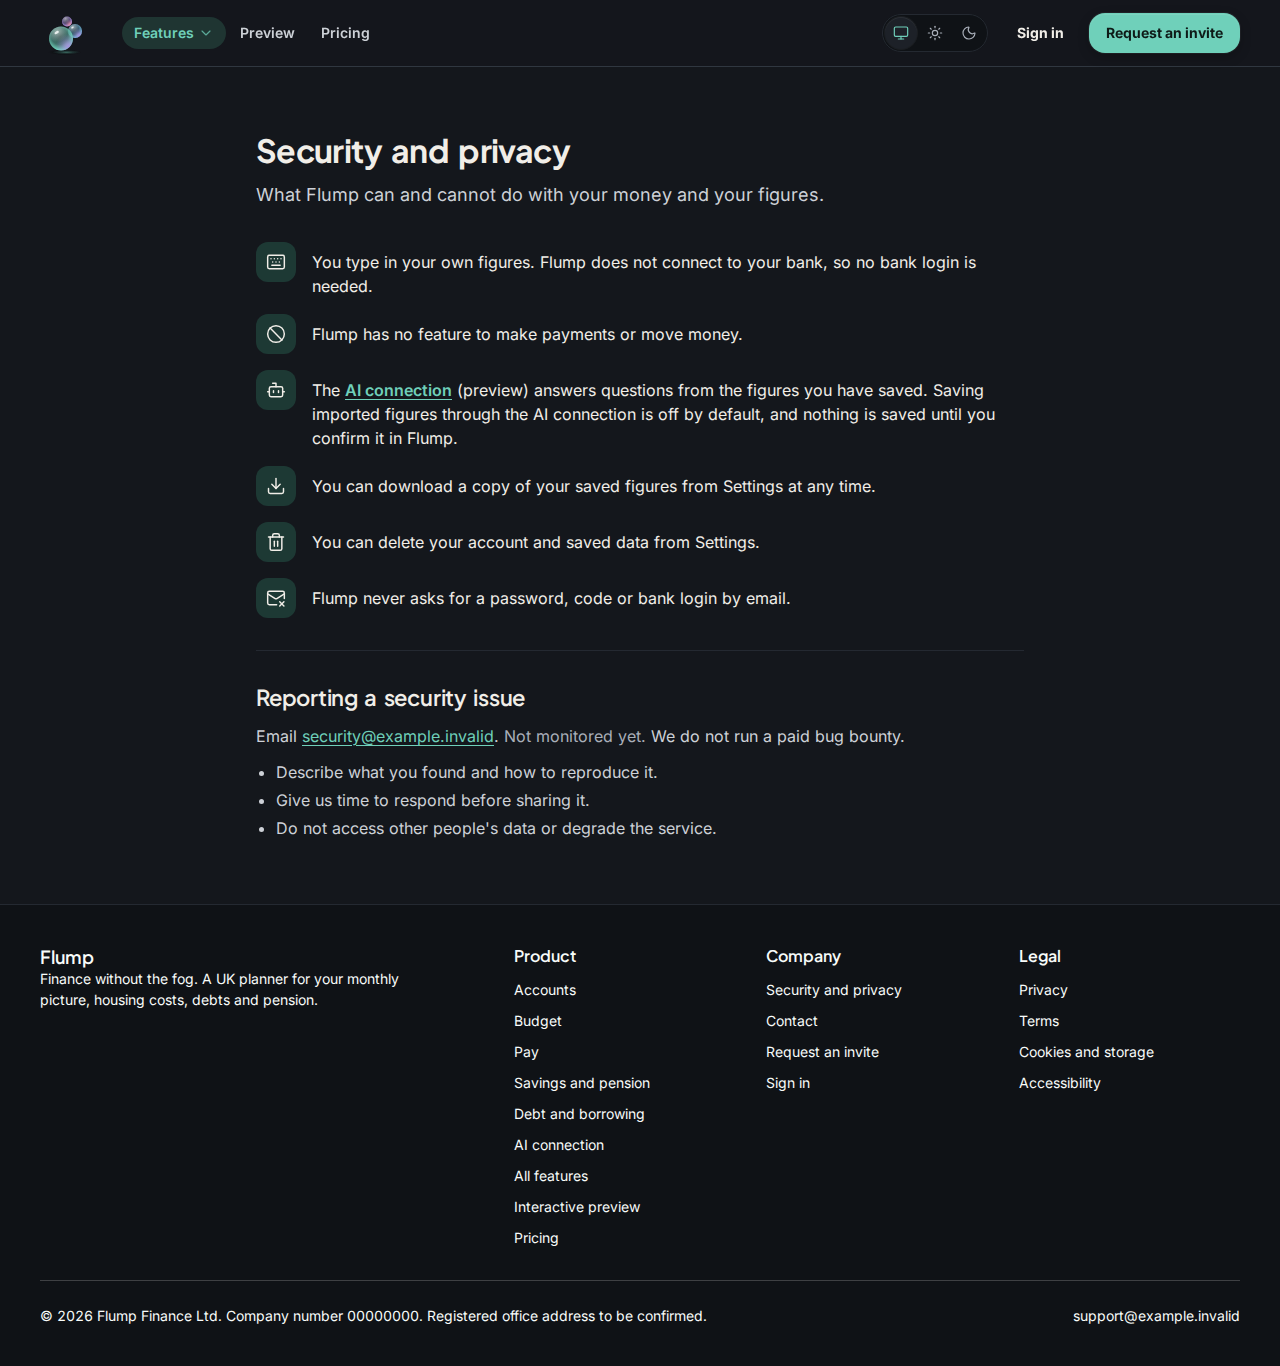 Features
Preview
Pricing
Sign in
Request an invite
Security and privacy
What Flump can and cannot do with your money and your figures.
You type in your own figures. Flump does not connect to your bank, so no bank login is
needed.
Flump has no feature to make payments or move money.
The AI connection (preview) answers questions from the figures you have saved. Saving
imported figures through the AI connection is off by default, and nothing is saved until you
confirm it in Flump.
You can download a copy of your saved figures from Settings at any time.
You can delete your account and saved data from Settings.
Flump never asks for a password, code or bank login by email.
Reporting a security issue
Email security@example.invalid. Not monitored yet. We do not run a paid bug bounty.
• Describe what you found and how to reproduce it.
• Give us time to respond before sharing it.
• Do not access other people's data or degrade the service.
Flump
Finance without the fog. A UK planner for your monthly
picture, housing costs, debts and pension.
Product
Accounts
Budget
Pay
Savings and pension
Debt and borrowing
AI connection
All features
Interactive preview
Pricing
Company
Security and privacy
Contact
Request an invite
Sign in
Legal
Privacy
Terms
Cookies and storage
Accessibility
© 2026 Flump Finance Ltd. Company number 00000000. Registered office address to be confirmed.
support@example.invalid